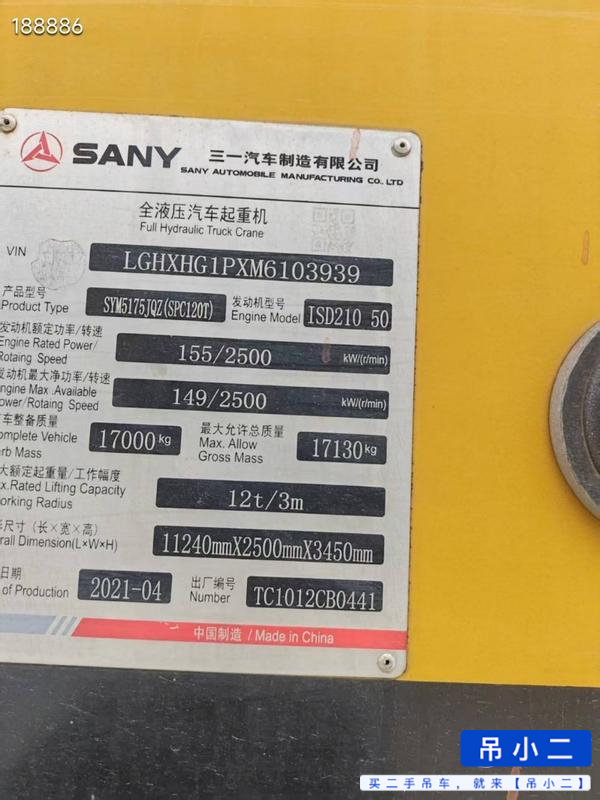 188886
SANY 三一汽车制造有限公司
SANY AUTOMOBILE MANUFACTURING CO., LTD
全液压汽车起重机
Full Hydraulic Truck Crane
VIN LGHXHG1PXM6103939
产品型号 发动机型号
Product Type SYM5175JQZ(SPC120T) Engine Model ISD210 50
发动机额定功率/转速
Engine Rated Power/ 155/2500 kW/(r/min)
Rotaing Speed
发动机最大净功率/转速
Engine Max .Available 149/2500 kW/(r/min)
Power/Rotaing Speed
车整备质量 最大允许总质量
Complete Vehicle 17000kg Max. Allow 17130kg
urb Mass Gross Mass
大额定起重量/工作幅度
x.Rated Lifting Capacity 12t/3m
orking Radius
形尺寸 (长×宽×高)
rall Dimension(L×W×H) 11240mmX2500mmX3450mm
日期 出厂编号
of Production 2021-04 Number TC1012CB0441
中国制造 / Made in China
吊小二
买二手吊车，就来【吊小二】